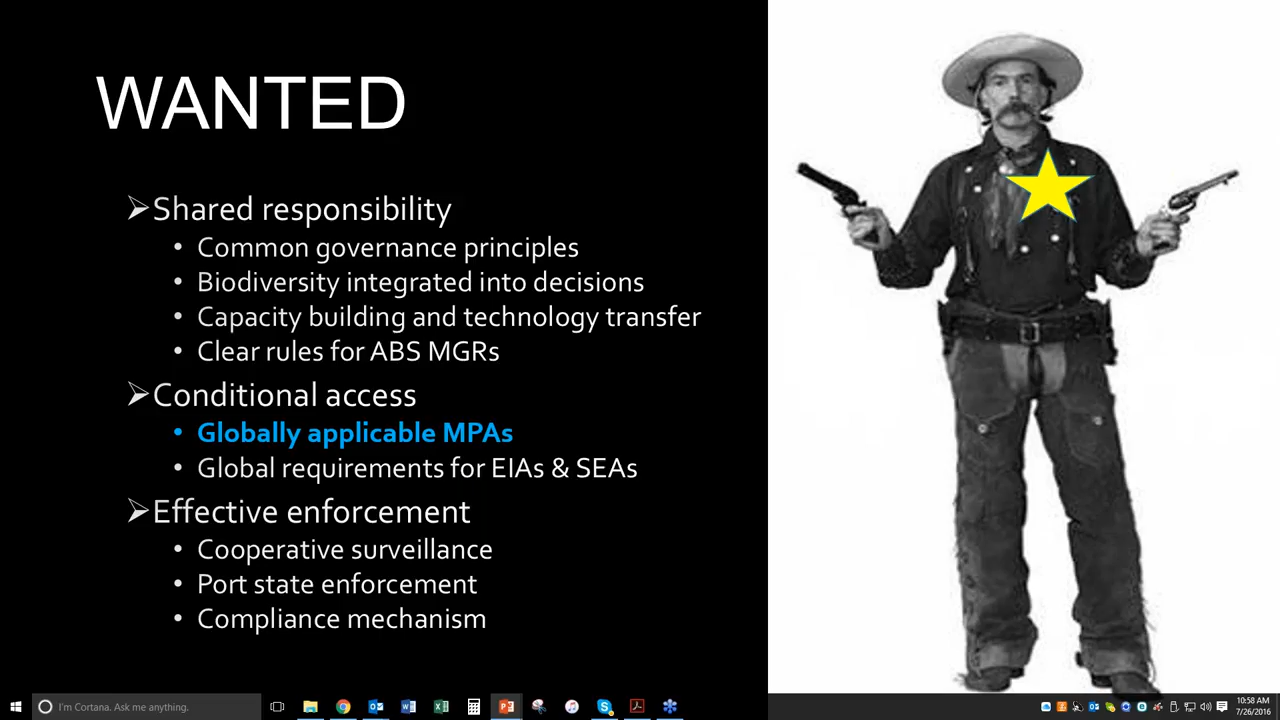 WANTED
➢Shared responsibility
• Common governance principles
• Biodiversity integrated into decisions
• Capacity building and technology transfer
• Clear rules for ABS MGRs
➢Conditional access
• Globally applicable MPAs
• Global requirements for EIAs & SEAs
➢Effective enforcement
• Cooperative surveillance
• Port state enforcement
• Compliance mechanism
I'm Cortana. Ask me anything.
10:58 AM
7/26/2016